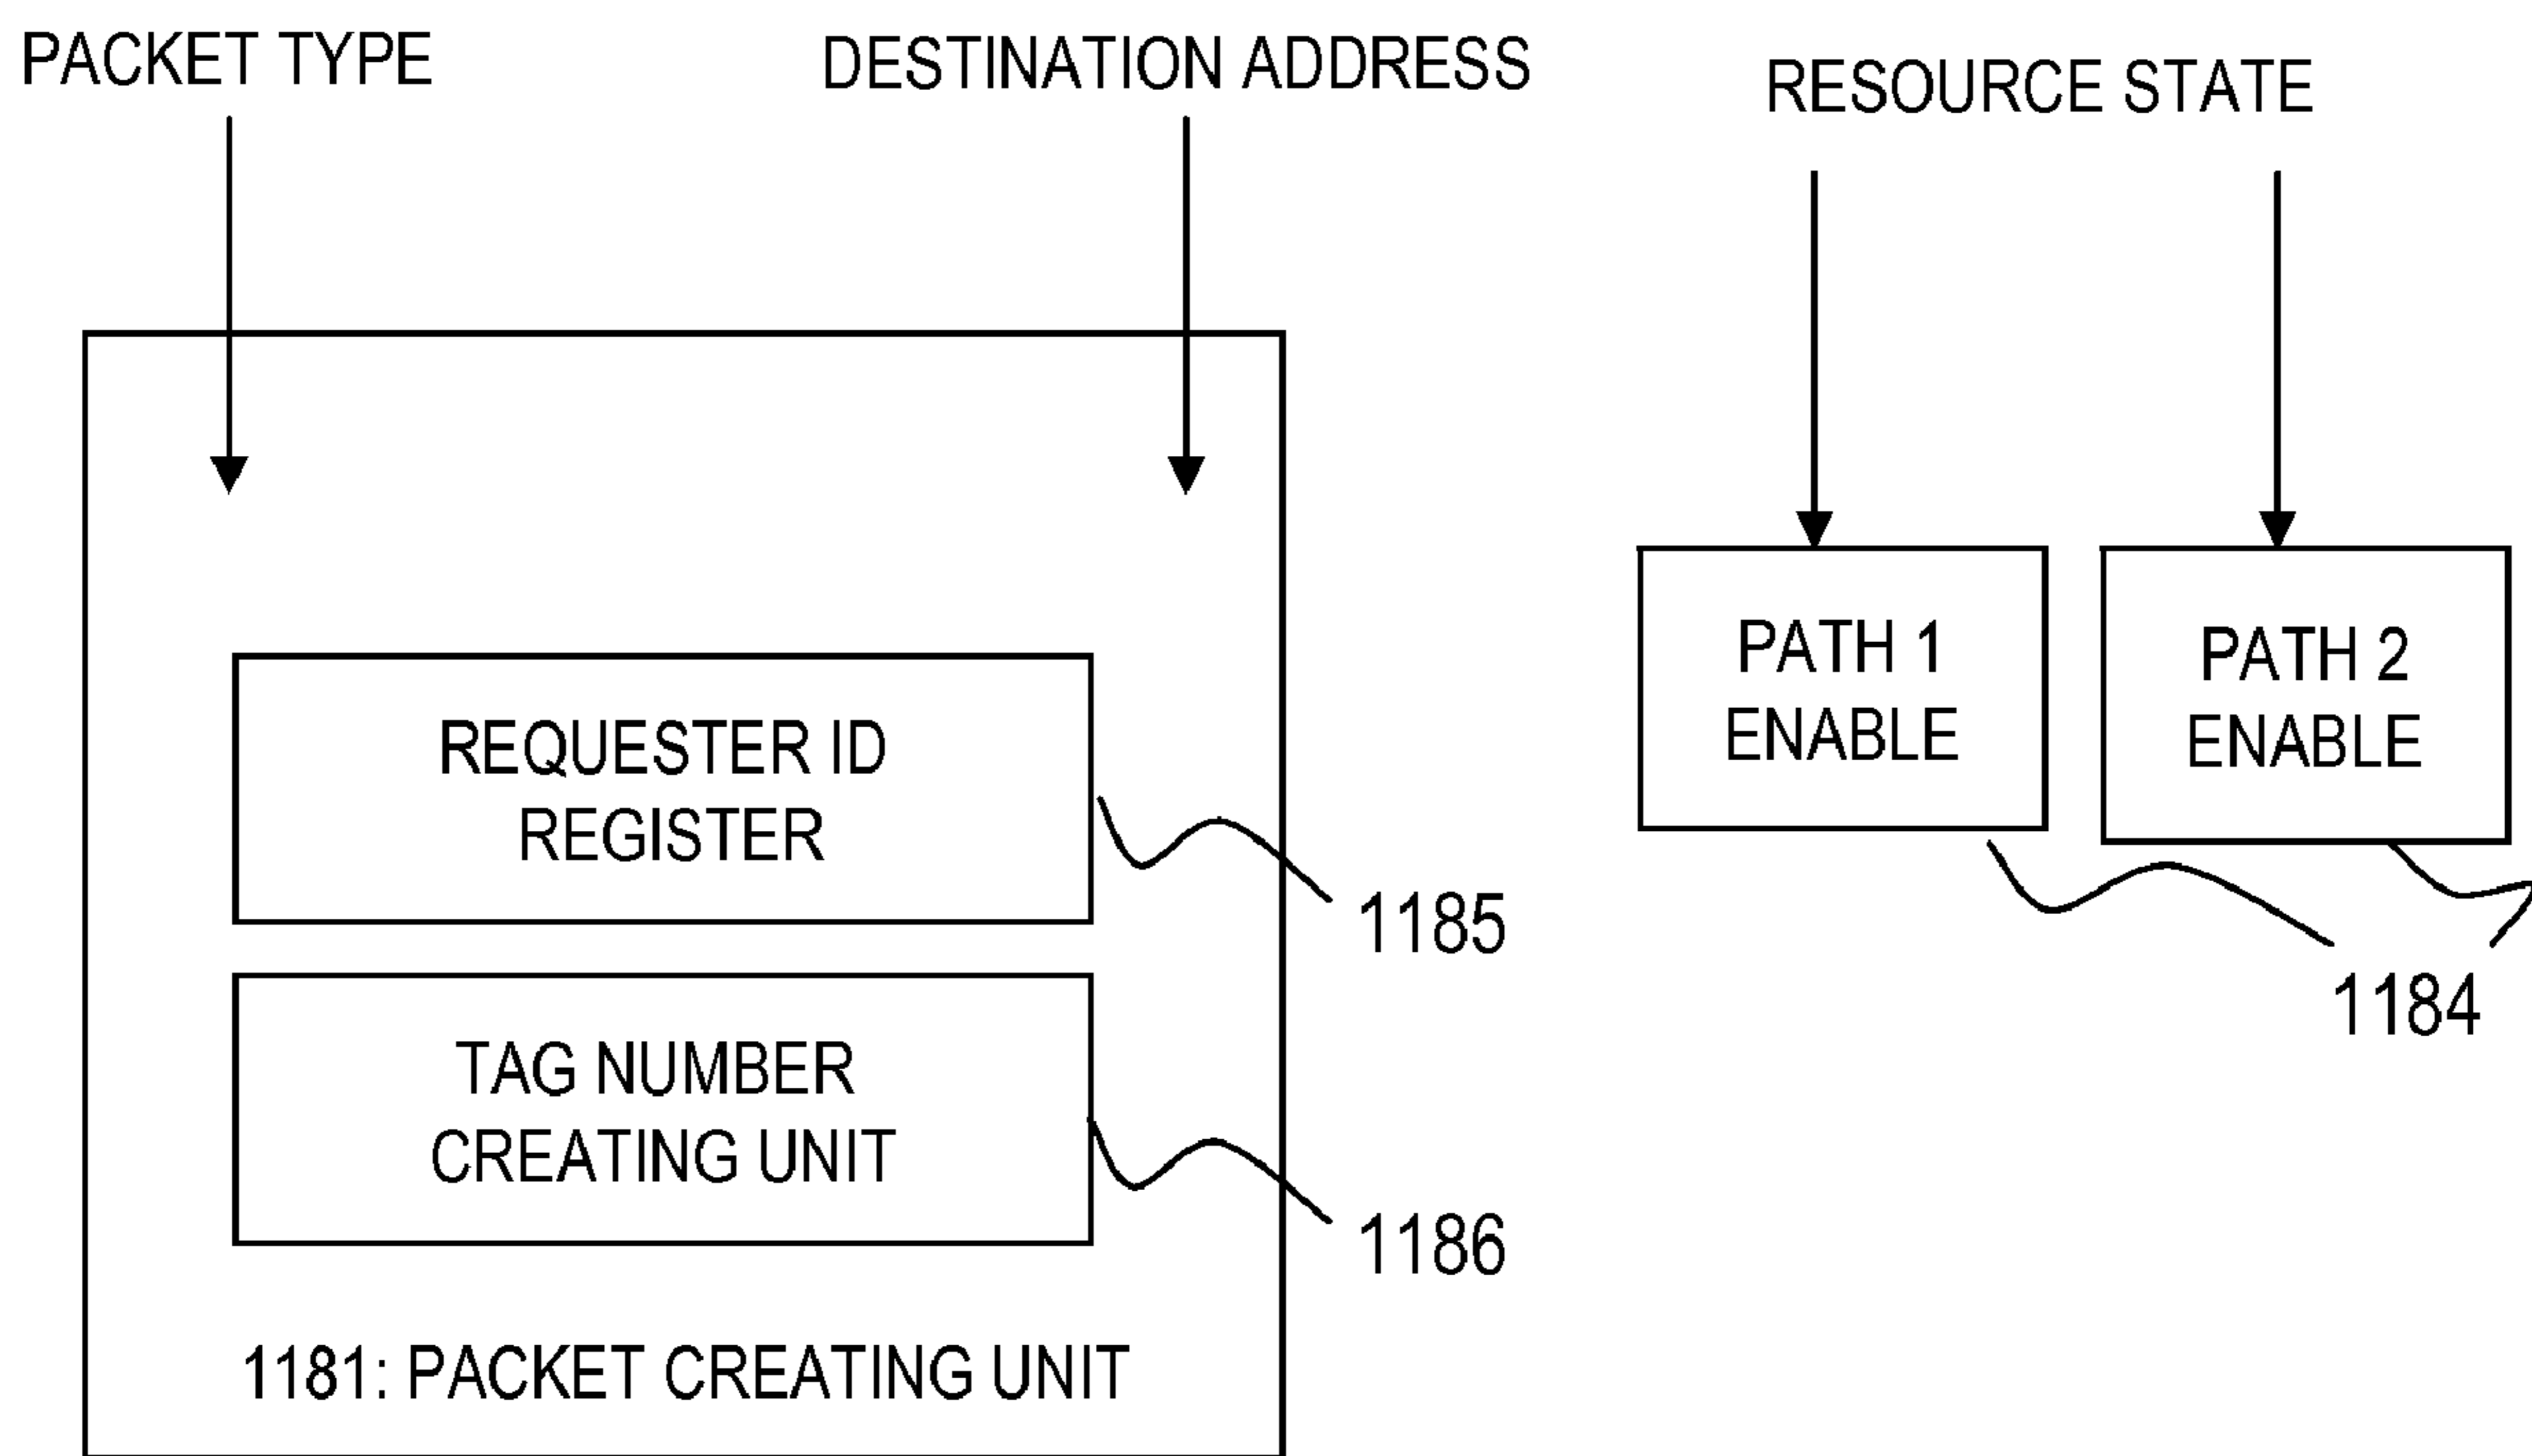 PACKET TYPE
DESTINATION ADDRESS
RESOURCE STATE
PATH 1
ENABLE
PATH 2
ENABLE
REQUESTER ID
REGISTER
1185
1184
TAG NUMBER
CREATING UNIT
1186
1181: PACKET CREATING UNIT